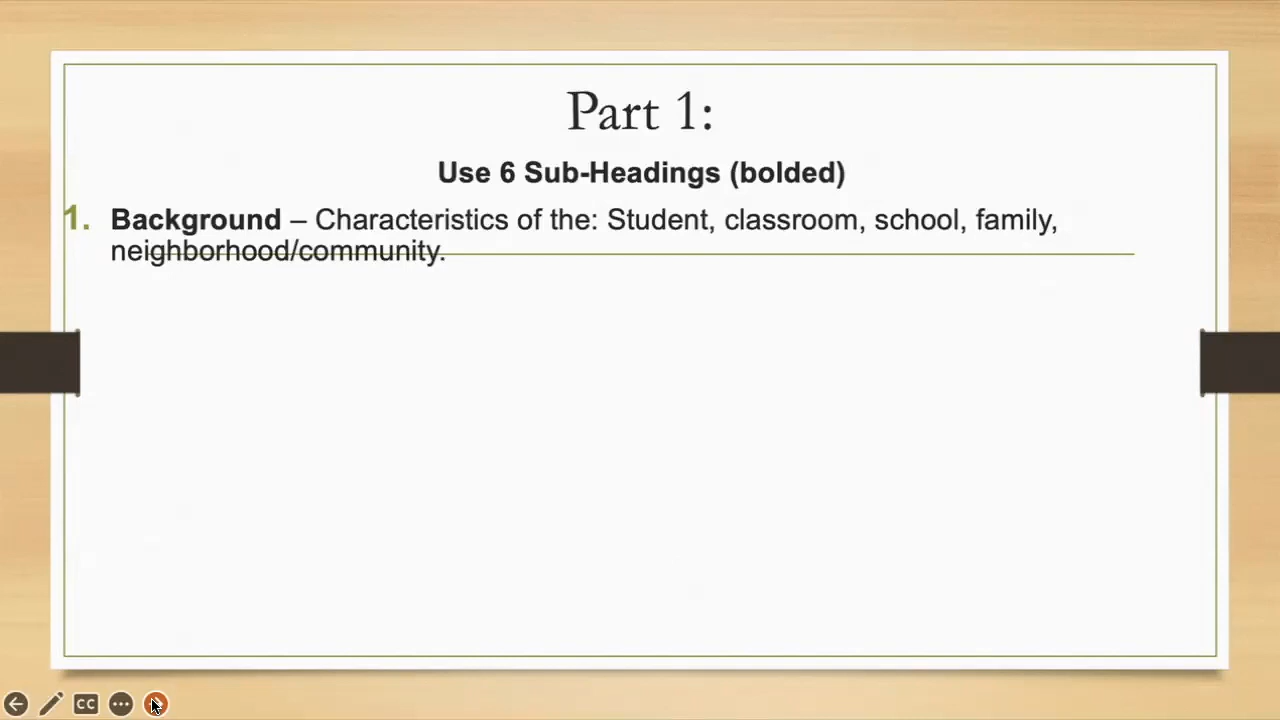 Part 1:
Use 6 Sub-Headings (bolded)
1. Background – Characteristics of the: Student, classroom, school, family,
neighborhood/community.
CC